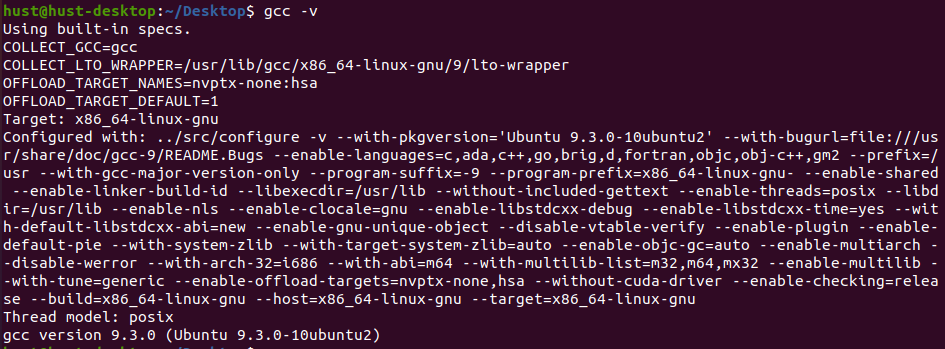 hust@hust-desktop:~/Desktop$ gcc -v
Using built-in specs.
COLLECT_GCC=gcc
COLLECT_LTO_WRAPPER=/usr/lib/gcc/x86_64-linux-gnu/9/lto-wrapper
OFFLOAD_TARGET_NAMES=nvptx-none:hsa
OFFLOAD_TARGET_DEFAULT=1
Target: x86_64-linux-gnu
Configured with: ../src/configure -v --with-pkgversion='Ubuntu 9.3.0-10ubuntu2' --with-bugurl=file:///us
r/share/doc/gcc-9/README.Bugs --enable-languages=c,ada,c++,go,brig,d,fortran,objc,obj-c++,gm2 --prefix=/
usr --with-gcc-major-version-only --program-suffix=-9 --program-prefix=x86_64-linux-gnu- --enable-shared
 --enable-linker-build-id --libexecdir=/usr/lib --without-included-gettext --enable-threads=posix --libd
ir=/usr/lib --enable-nls --enable-clocale=gnu --enable-libstdcxx-debug --enable-libstdcxx-time=yes --wit
h-default-libstdcxx-abi=new --enable-gnu-unique-object --disable-vtable-verify --enable-plugin --enable-
default-pie --with-system-zlib --with-target-system-zlib=auto --enable-objc-gc=auto --enable-multiarch -
-disable-werror --with-arch-32=i686 --with-abi=m64 --with-multilib-list=m32,m64,mx32 --enable-multilib -
-with-tune=generic --enable-offload-targets=nvptx-none,hsa --without-cuda-driver --enable-checking=relea
se --build=x86_64-linux-gnu --host=x86_64-linux-gnu --target=x86_64-linux-gnu
Thread model: posix
gcc version 9.3.0 (Ubuntu 9.3.0-10ubuntu2)